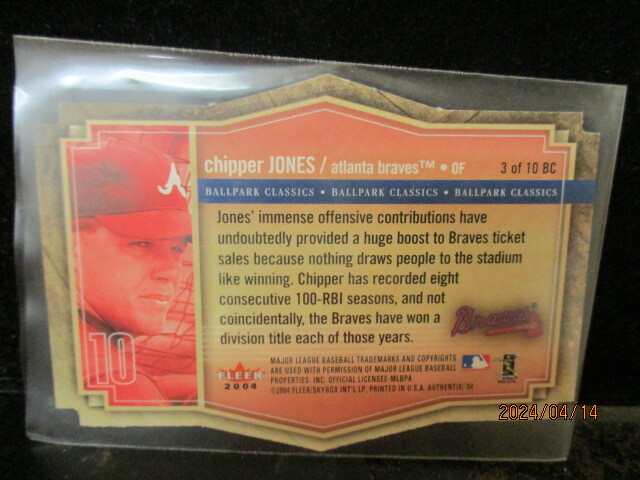 chipper JONES / atlanta braves™ • OF
3 of 10 BC
BALLPARK CLASSICS • BALLPARK CLASSICS • BALLPARK CLASSICS
Jones' immense offensive contributions have
undoubtedly provided a huge boost to Braves ticket
sales because nothing draws people to the stadium
like winning. Chipper has recorded eight
consecutive 100-RBI seasons, and not
coincidentally, the Braves have won a
division title each of those years.
A
10
Braves
FLEER
2004
MAJOR LEAGUE BASEBALL TRADEMARKS AND COPYRIGHTS
ARE USED WITH PERMISSION OF MAJOR LEAGUE BASEBALL
PROPERTIES, INC. OFFICIAL LICENSEE-MLBPA
©2004 FLEER/SKYBOX INT'L LP. PRINTED IN U.S.A. AUTHENTIX '04
2024/04/14